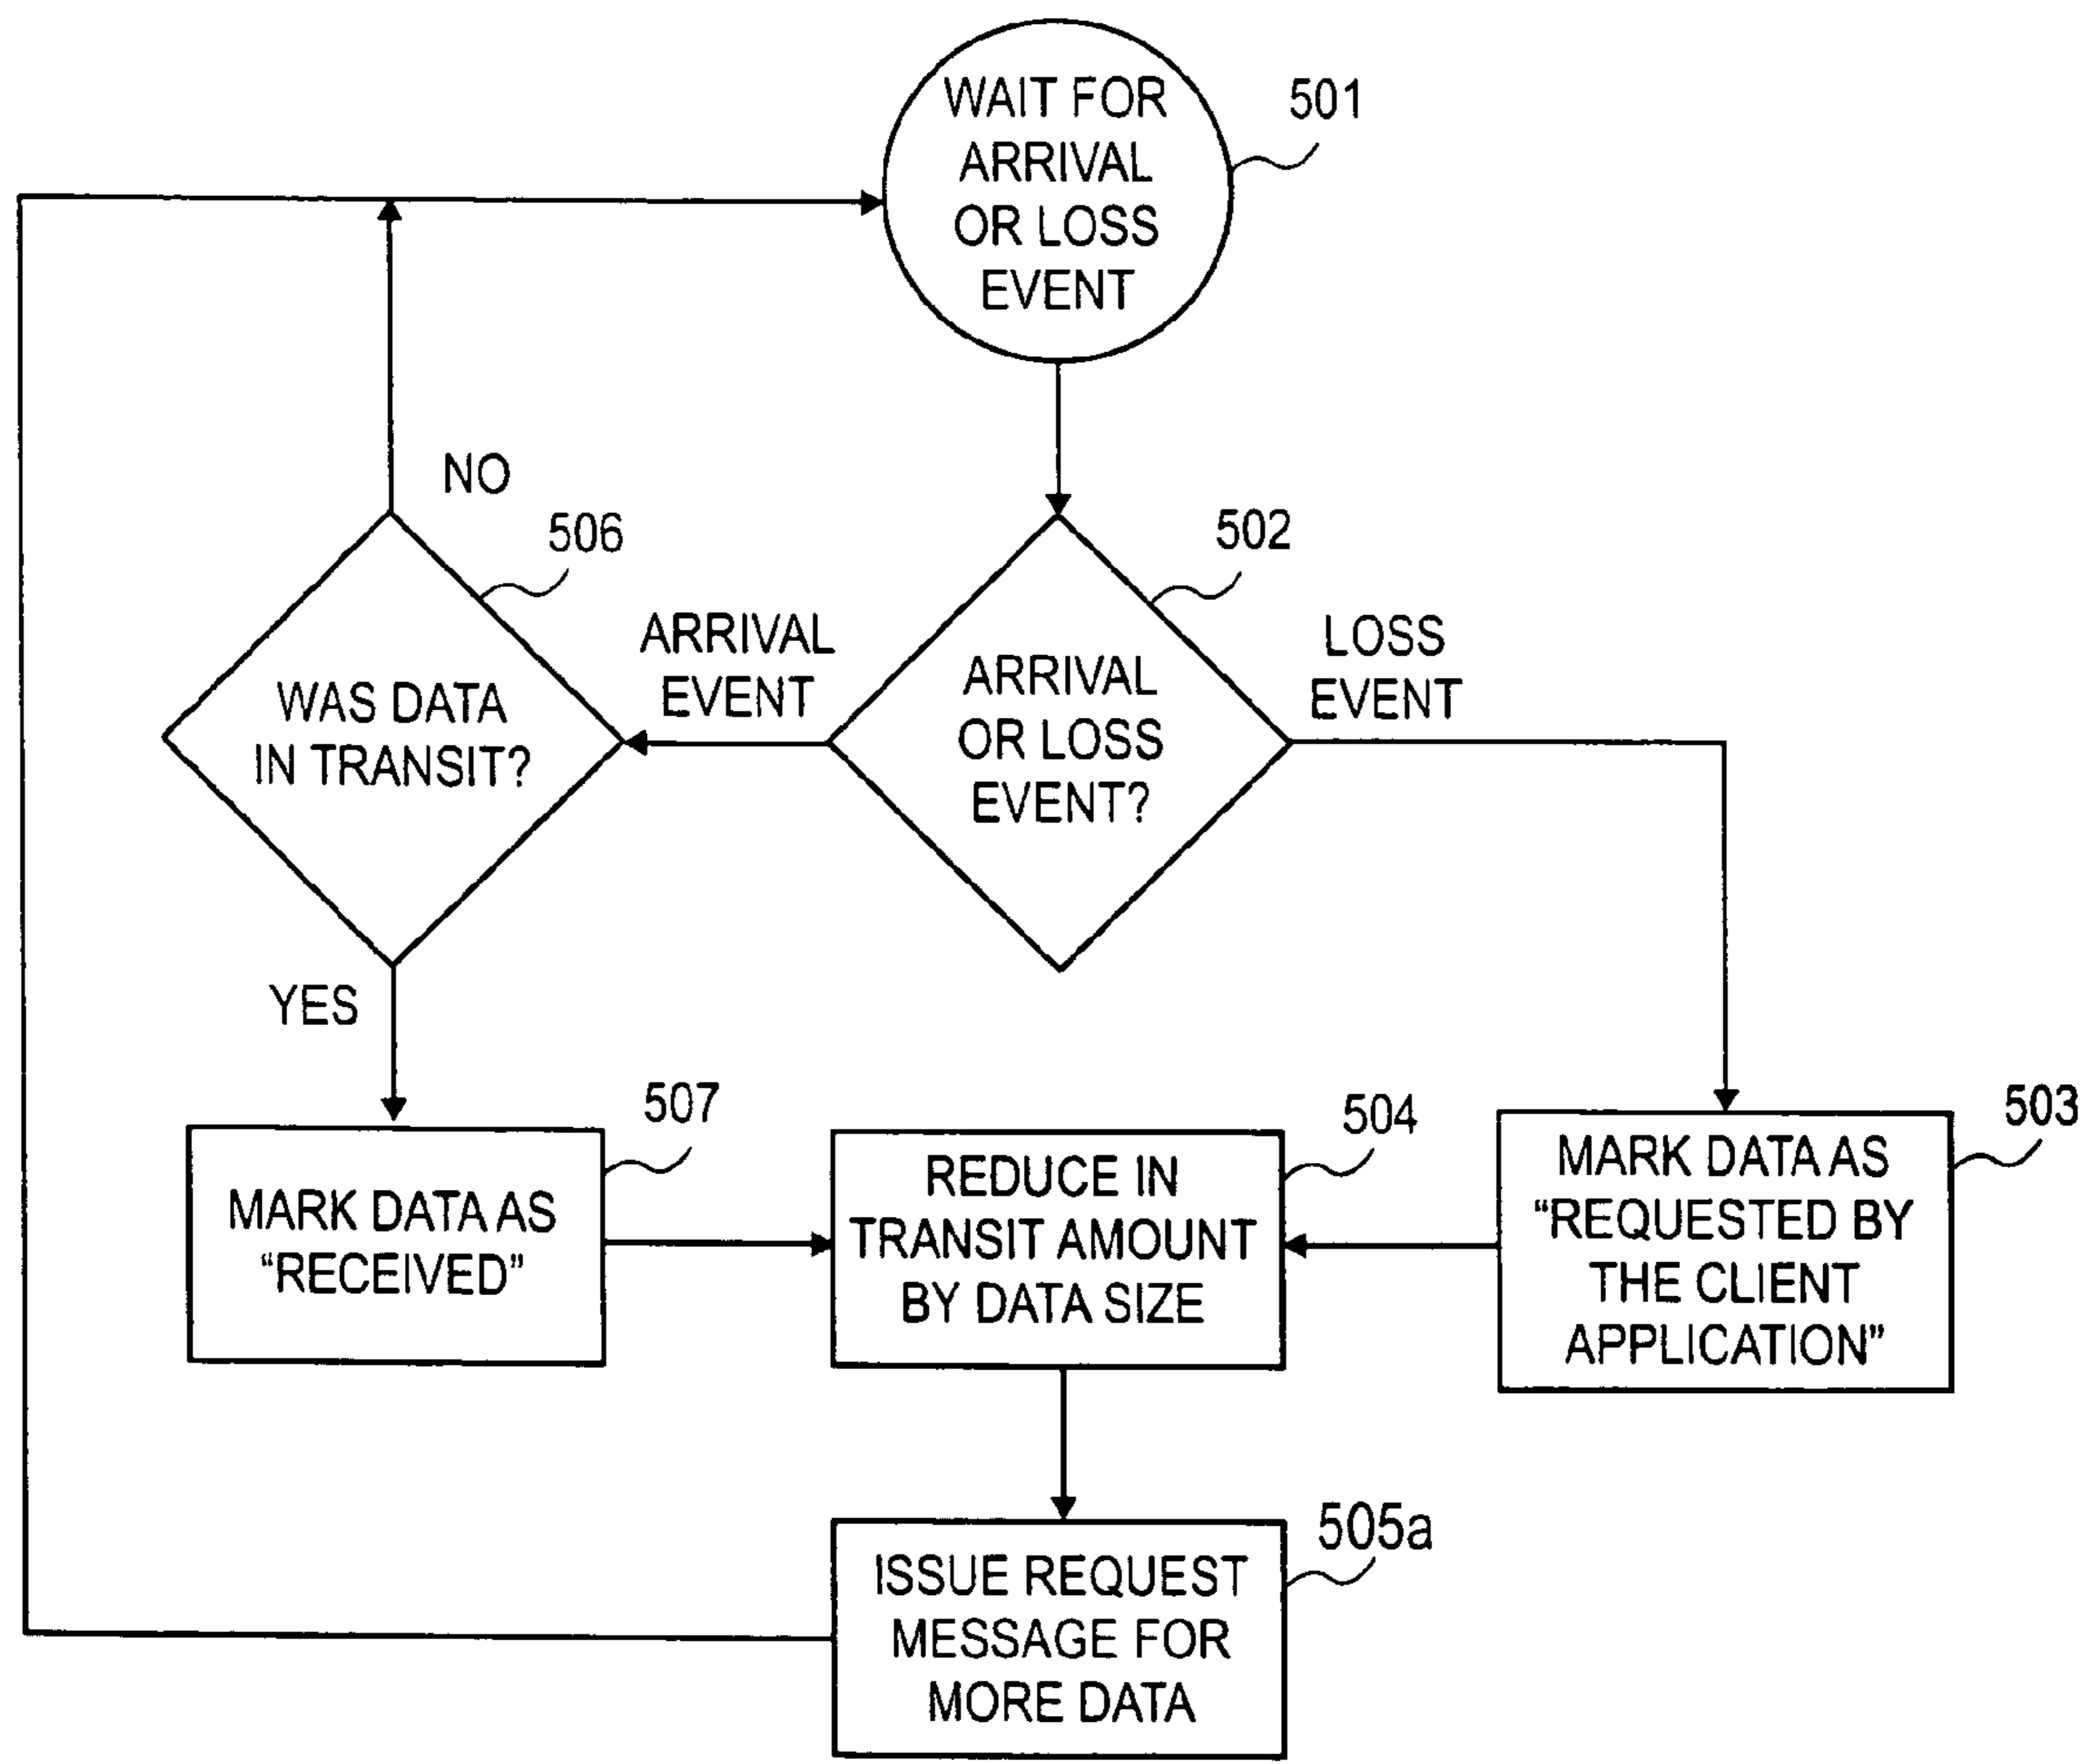 WAIT FOR
ARRIVAL
OR LOSS
EVENT
501
NO
506
502
ARRIVAL
EVENT
LOSS
EVENT
WAS DATA
IN TRANSIT?
ARRIVAL
OR LOSS
EVENT?
YES
507
504
503
MARK DATA AS
“RECEIVED”
REDUCE IN
TRANSIT AMOUNT
BY DATA SIZE
MARK DATA AS
“REQUESTED BY
THE CLIENT
APPLICATION”
505a
ISSUE REQUEST
MESSAGE FOR
MORE DATA